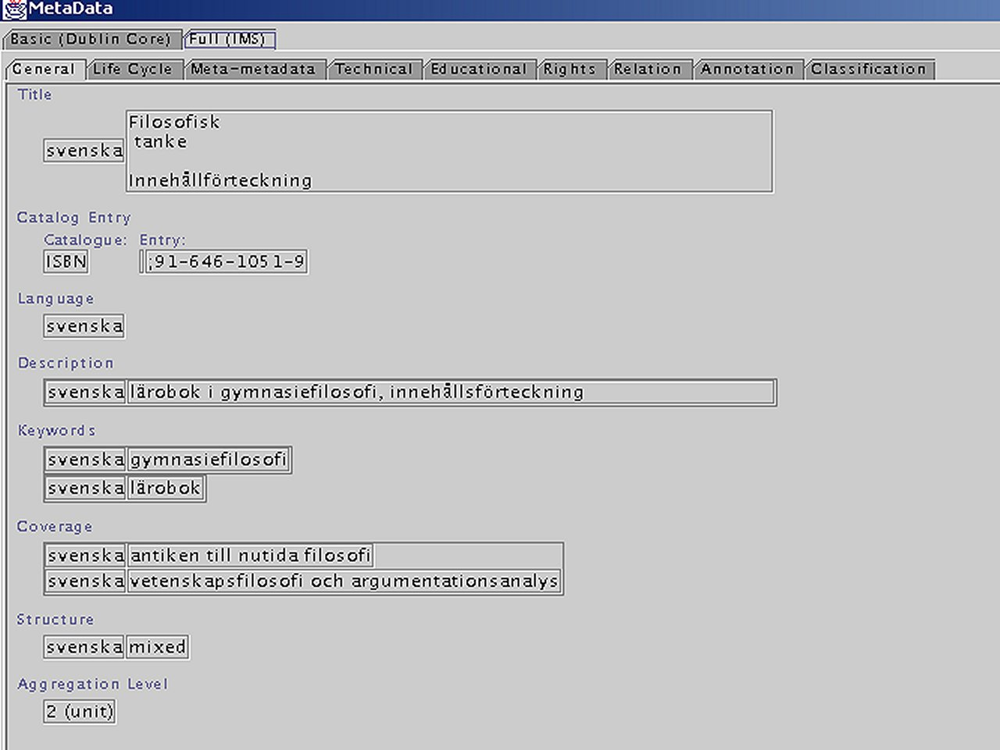 MetaData
Basic (Dublin Core) Full (IMS)
General Life Cycle Meta-metadata Technical Educational Rights Relation Annotation Classification
Title
svenska Filosofisk
tanke
Innehållförteckning
Catalog Entry
Catalogue: Entry:
ISBN ;91-646-1051-9
Language
svenska
Description
svenska lärobok i gymnasiefilosofi, innehållsförteckning
Keywords
svenska gymnasiefilosofi
svenska lärobok
Coverage
svenska antiken till nutida filosofi
svenska vetenskapsfilosofi och argumentationsanalys
Structure
svenska mixed
Aggregation Level
2 (unit)